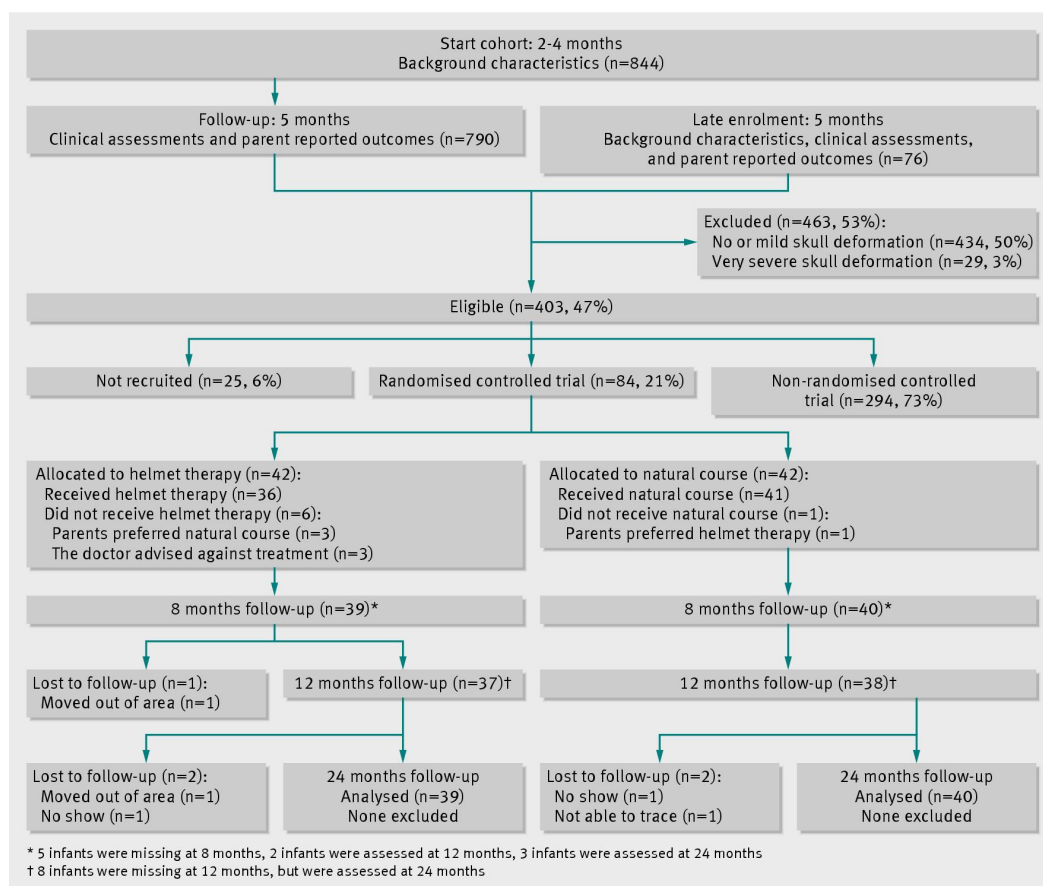 Start cohort: 2-4 months
Background characteristics (n=844)
Follow-up: 5 months
Clinical assessments and parent reported outcomes (n=790)
Late enrolment: 5 months
Background characteristics, clinical assessments,
and parent reported outcomes (n=76)
Excluded (n=463, 53%):
No or mild skull deformation (n=434, 50%)
Very severe skull deformation (n=29, 3%)
Eligible (n=403, 47%)
Not recruited (n=25, 6%)
Randomised controlled trial (n=84, 21%)
Non-randomised controlled
trial (n=294, 73%)
Allocated to helmet therapy (n=42):
Received helmet therapy (n=36)
Did not receive helmet therapy (n=6):
Parents preferred natural course (n=3)
The doctor advised against treatment (n=3)
Allocated to natural course (n=42):
Received natural course (n=41)
Did not receive natural course (n=1):
Parents preferred helmet therapy (n=1)
8 months follow-up (n=39)*
8 months follow-up (n=40)*
Lost to follow-up (n=1):
Moved out of area (n=1)
12 months follow-up (n=37)†
12 months follow-up (n=38)†
Lost to follow-up (n=2):
Moved out of area (n=1)
No show (n=1)
24 months follow-up
Analysed (n=39)
None excluded
Lost to follow-up (n=2):
No show (n=1)
Not able to trace (n=1)
24 months follow-up
Analysed (n=40)
None excluded
* 5 infants were missing at 8 months, 2 infants were assessed at 12 months, 3 infants were assessed at 24 months
† 8 infants were missing at 12 months, but were assessed at 24 months